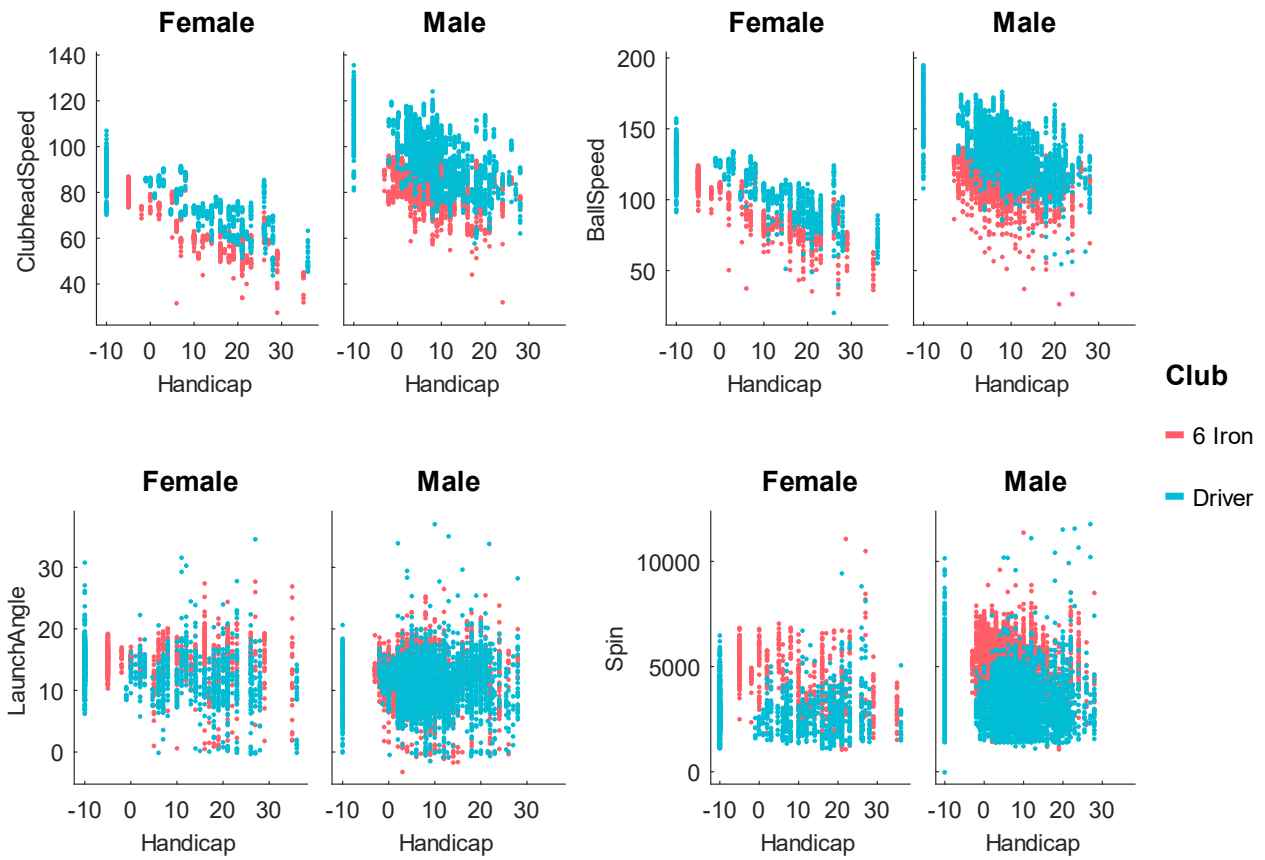 Female Male Female Male
140
120
100
80
60
40
ClubheadSpeed
-10 0 10 20 30
-10 0 10 20 30
Handicap Handicap
200
150
100
50
BallSpeed
-10 0 10 20 30
-10 0 10 20 30
Handicap Handicap
Club
6 Iron
Driver
Female Male Female Male
30
20
10
0
LaunchAngle
-10 0 10 20 30
-10 0 10 20 30
Handicap Handicap
10000
5000
0
Spin
-10 0 10 20 30
-10 0 10 20 30
Handicap Handicap